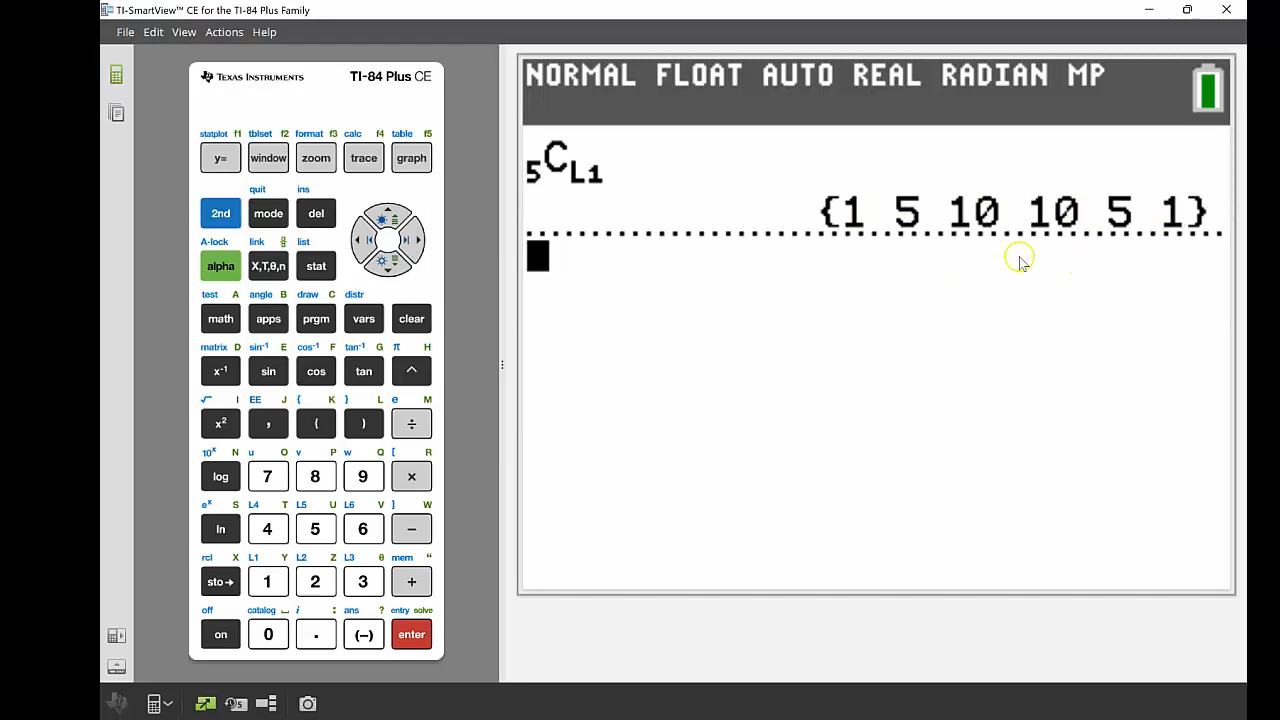 TI-SmartView™ CE for the TI-84 Plus Family
File Edit View Actions Help
TEXAS INSTRUMENTS TI-84 Plus CE
statplot f1 tblset f2 format f3 calc f4 table f5
y= window zoom trace graph
quit ins
2nd mode del
A-lock link list
alpha X,T,θ,n stat
test A angle B draw C distr
math apps prgm vars clear
matrix D sin⁻¹ E cos⁻¹ F tan⁻¹ G π H
x⁻¹ sin cos tan ^
√ I EE J { K } L e M
x² , ( ) ÷
10ˣ N u O v P w Q [ R
log 7 8 9 ×
eˣ S L4 T L5 U L6 V ] W
ln 4 5 6 −
rcl X L1 Y L2 Z L3 θ mem "
sto→ 1 2 3 +
off catalog ⎵ i : ans ? entry solve
on 0 . (−) enter
NORMAL FLOAT AUTO REAL RADIAN MP
₅CL₁
{1 5 10 10 5 1}